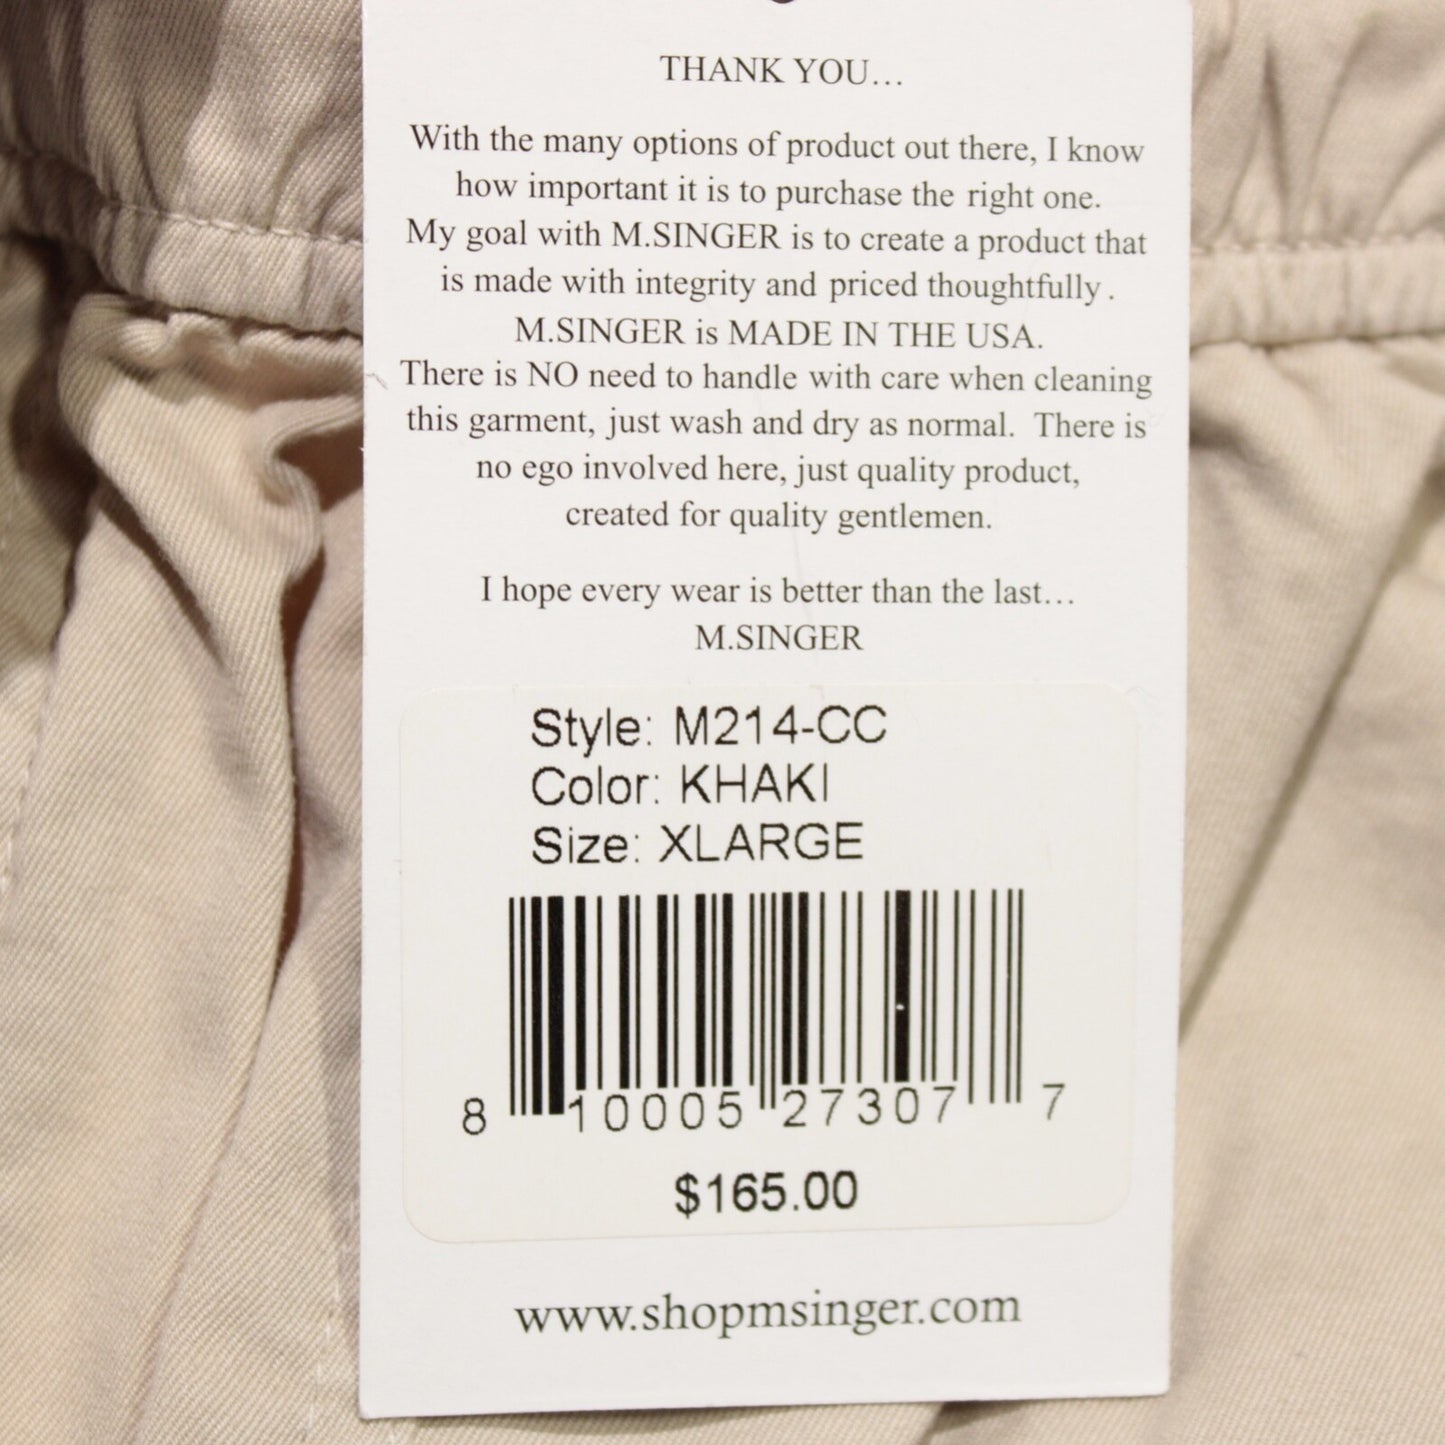 THANK YOU…
With the many options of product out there, I know
how important it is to purchase the right one.
My goal with M.SINGER is to create a product that
is made with integrity and priced thoughtfully.
M.SINGER is MADE IN THE USA.
There is NO need to handle with care when cleaning
this garment, just wash and dry as normal. There is
no ego involved here, just quality product,
created for quality gentlemen.
I hope every wear is better than the last…
M.SINGER
Style: M214-CC
Color: KHAKI
Size: XLARGE
8 10005 27307 7
$165.00
www.shopmsinger.com